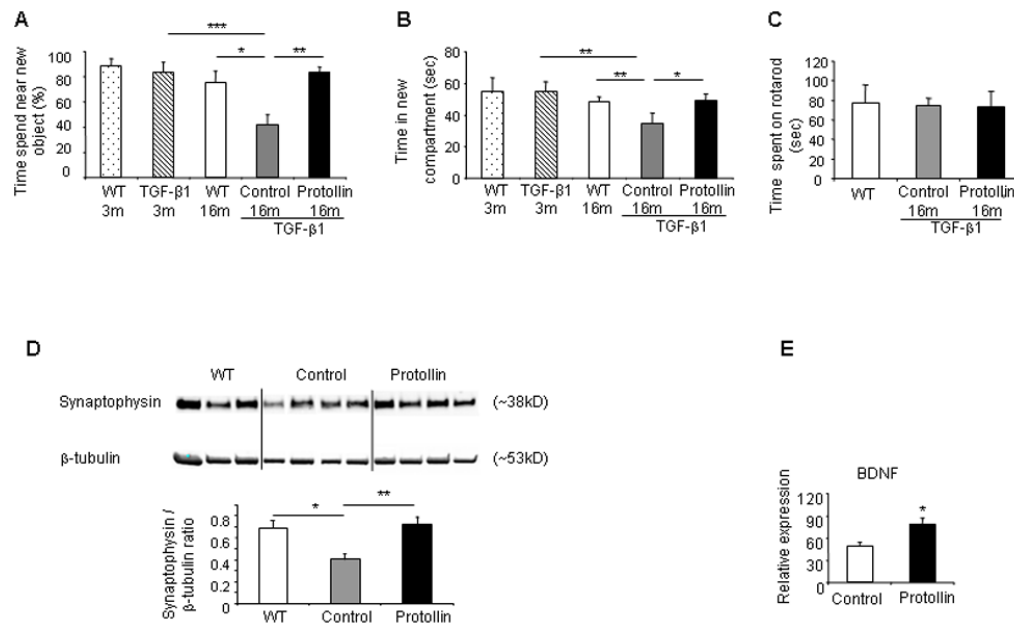 A
Time spend near new
object (%)
100
80
60
40
20
0
***
*
**
WT
3m
TGF-β1
3m
WT
16m
Control
16m
Protollin
16m
TGF-β1
B
Time in new
compartment (sec)
80
60
40
20
0
**
**
*
WT
3m
TGF-β1
3m
WT
16m
Control
16m
Protollin
16m
TGF-β1
C
Time spent on rotarod
(sec)
120
100
80
60
40
20
0
WT
Control
16m
Protollin
16m
TGF-β1
D
WT Control Protollin
Synaptophysin (~38kD)
β-tubulin (~53kD)
Synaptophysin /
β-tubulin ratio
0.8
0.6
0.4
0.2
0
*
**
WT Control Protollin
E
BDNF
Relative expression
120
90
60
30
0
*
Control Protollin